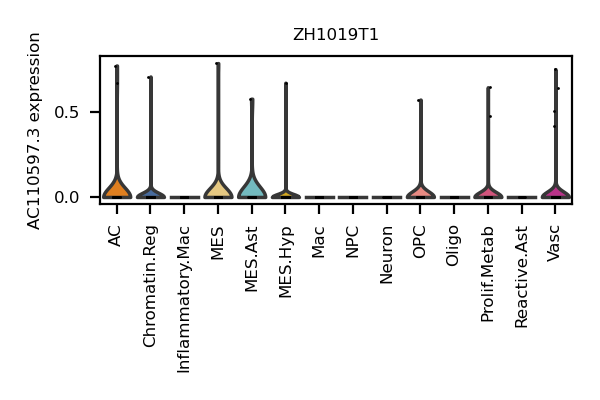 ZH1019T1
AC110597.3 expression
0.5
0.0
AC
Chromatin.Reg
Inflammatory.Mac
MES
MES.Ast
MES.Hyp
Mac
NPC
Neuron
OPC
Oligo
Prolif.Metab
Reactive.Ast
Vasc